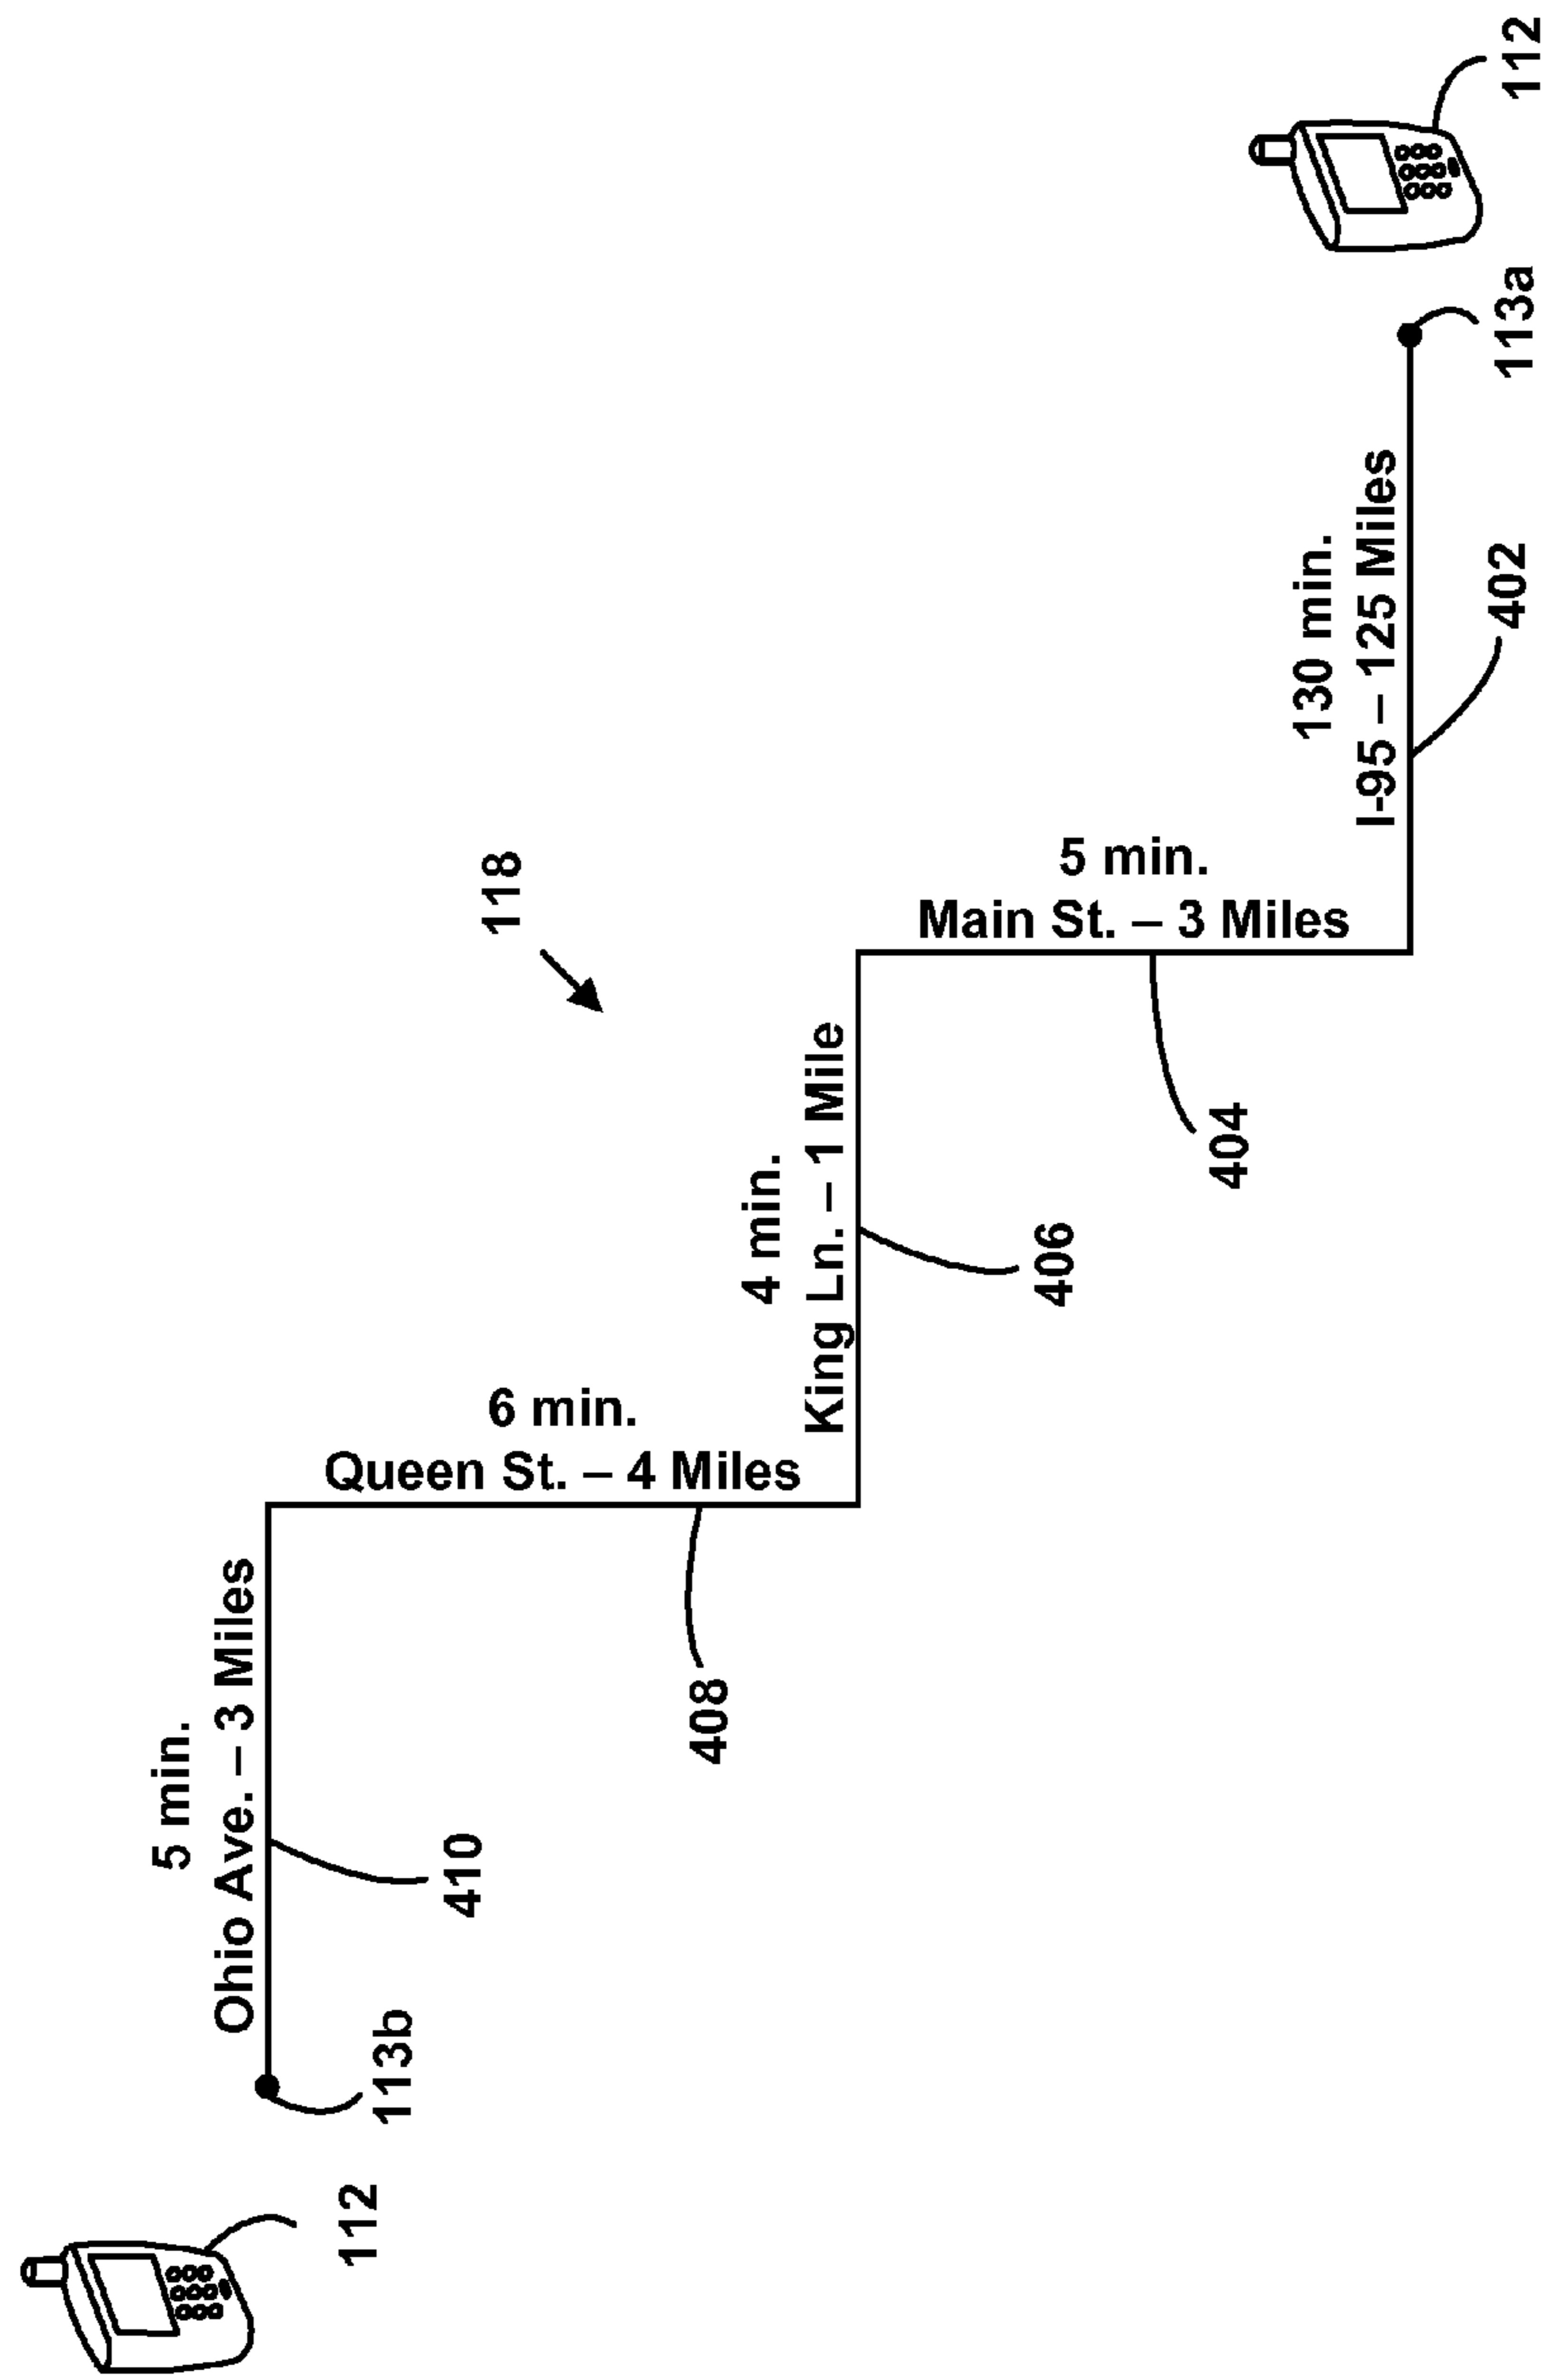 112
113a
130 min.
I-95 – 125 Miles
402
5 min.
Main St. – 3 Miles
404
118
4 min.
King Ln. – 1 Mile
406
6 min.
Queen St. – 4 Miles
408
5 min.
Ohio Ave. – 3 Miles
410
113b
112